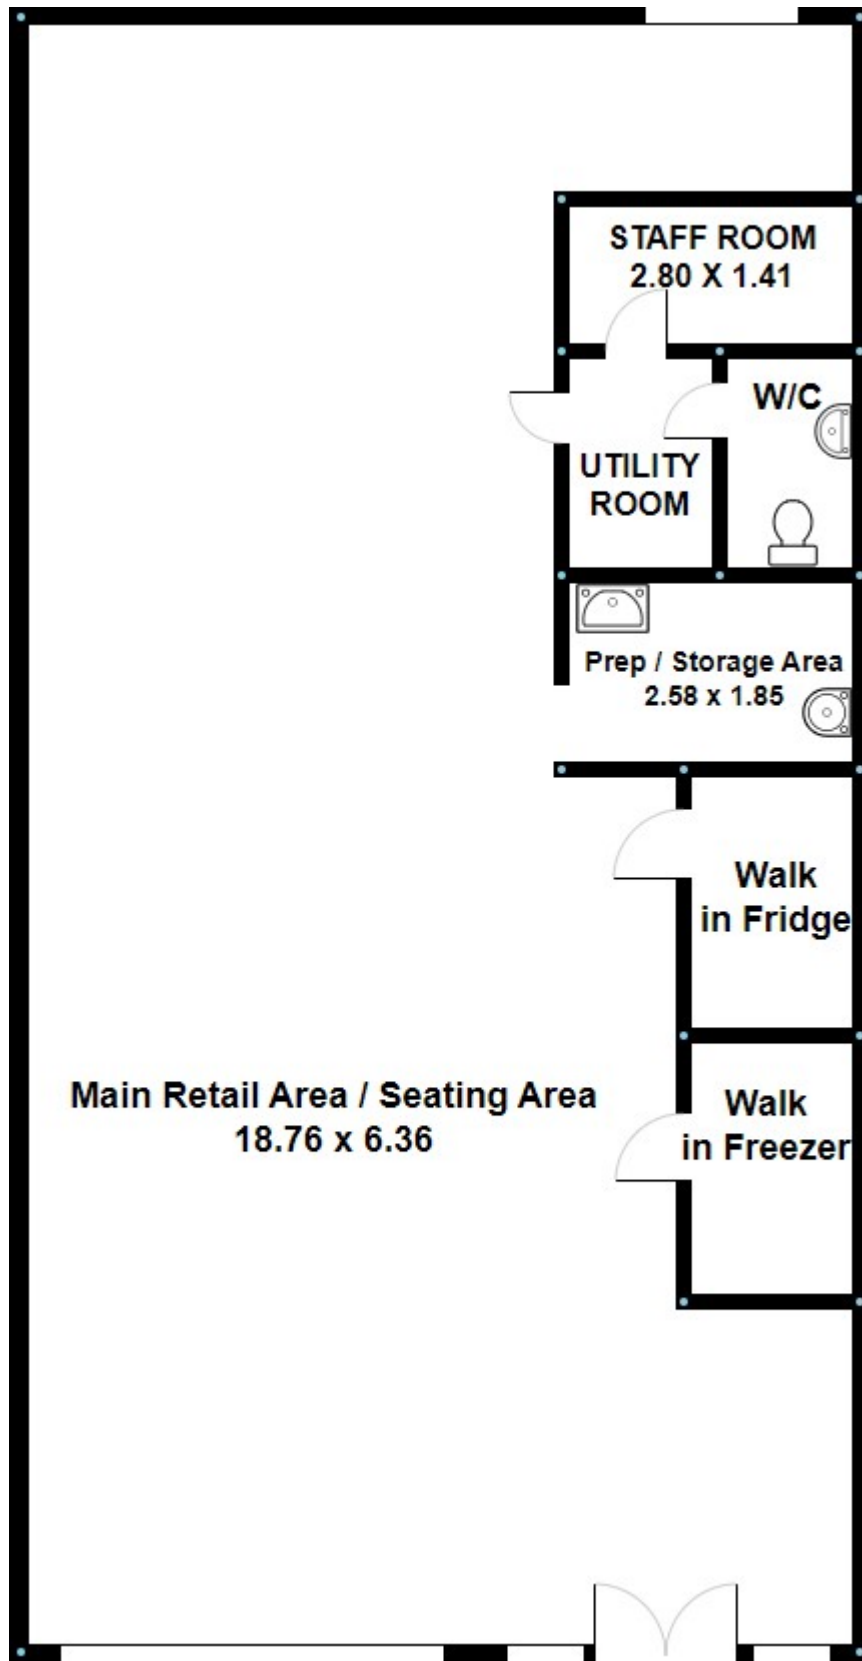 STAFF ROOM
2.80 X 1.41
W/C
UTILITY
ROOM
Prep / Storage Area
2.58 x 1.85
Walk
in Fridge
Main Retail Area / Seating Area
18.76 x 6.36
Walk
in Freezer